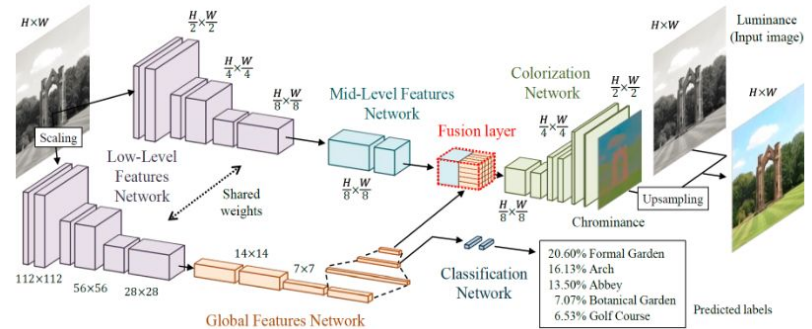 H×W
Scaling
Low-Level
Features
Network
H/2 × W/2
H/4 × W/4
H/8 × W/8
Shared
weights
112×112
56×56
28×28
14×14
7×7
Global Features Network
Mid-Level Features
Network
H/8 × W/8
Fusion layer
Colorization
Network
H/8 × W/8
H/4 × W/4
H/2 × W/2
Chrominance
H×W
Luminance
(Input image)
H×W
Upsampling
Classification
Network
20.60% Formal Garden
16.13% Arch
13.50% Abbey
7.07% Botanical Garden
6.53% Golf Course
Predicted labels